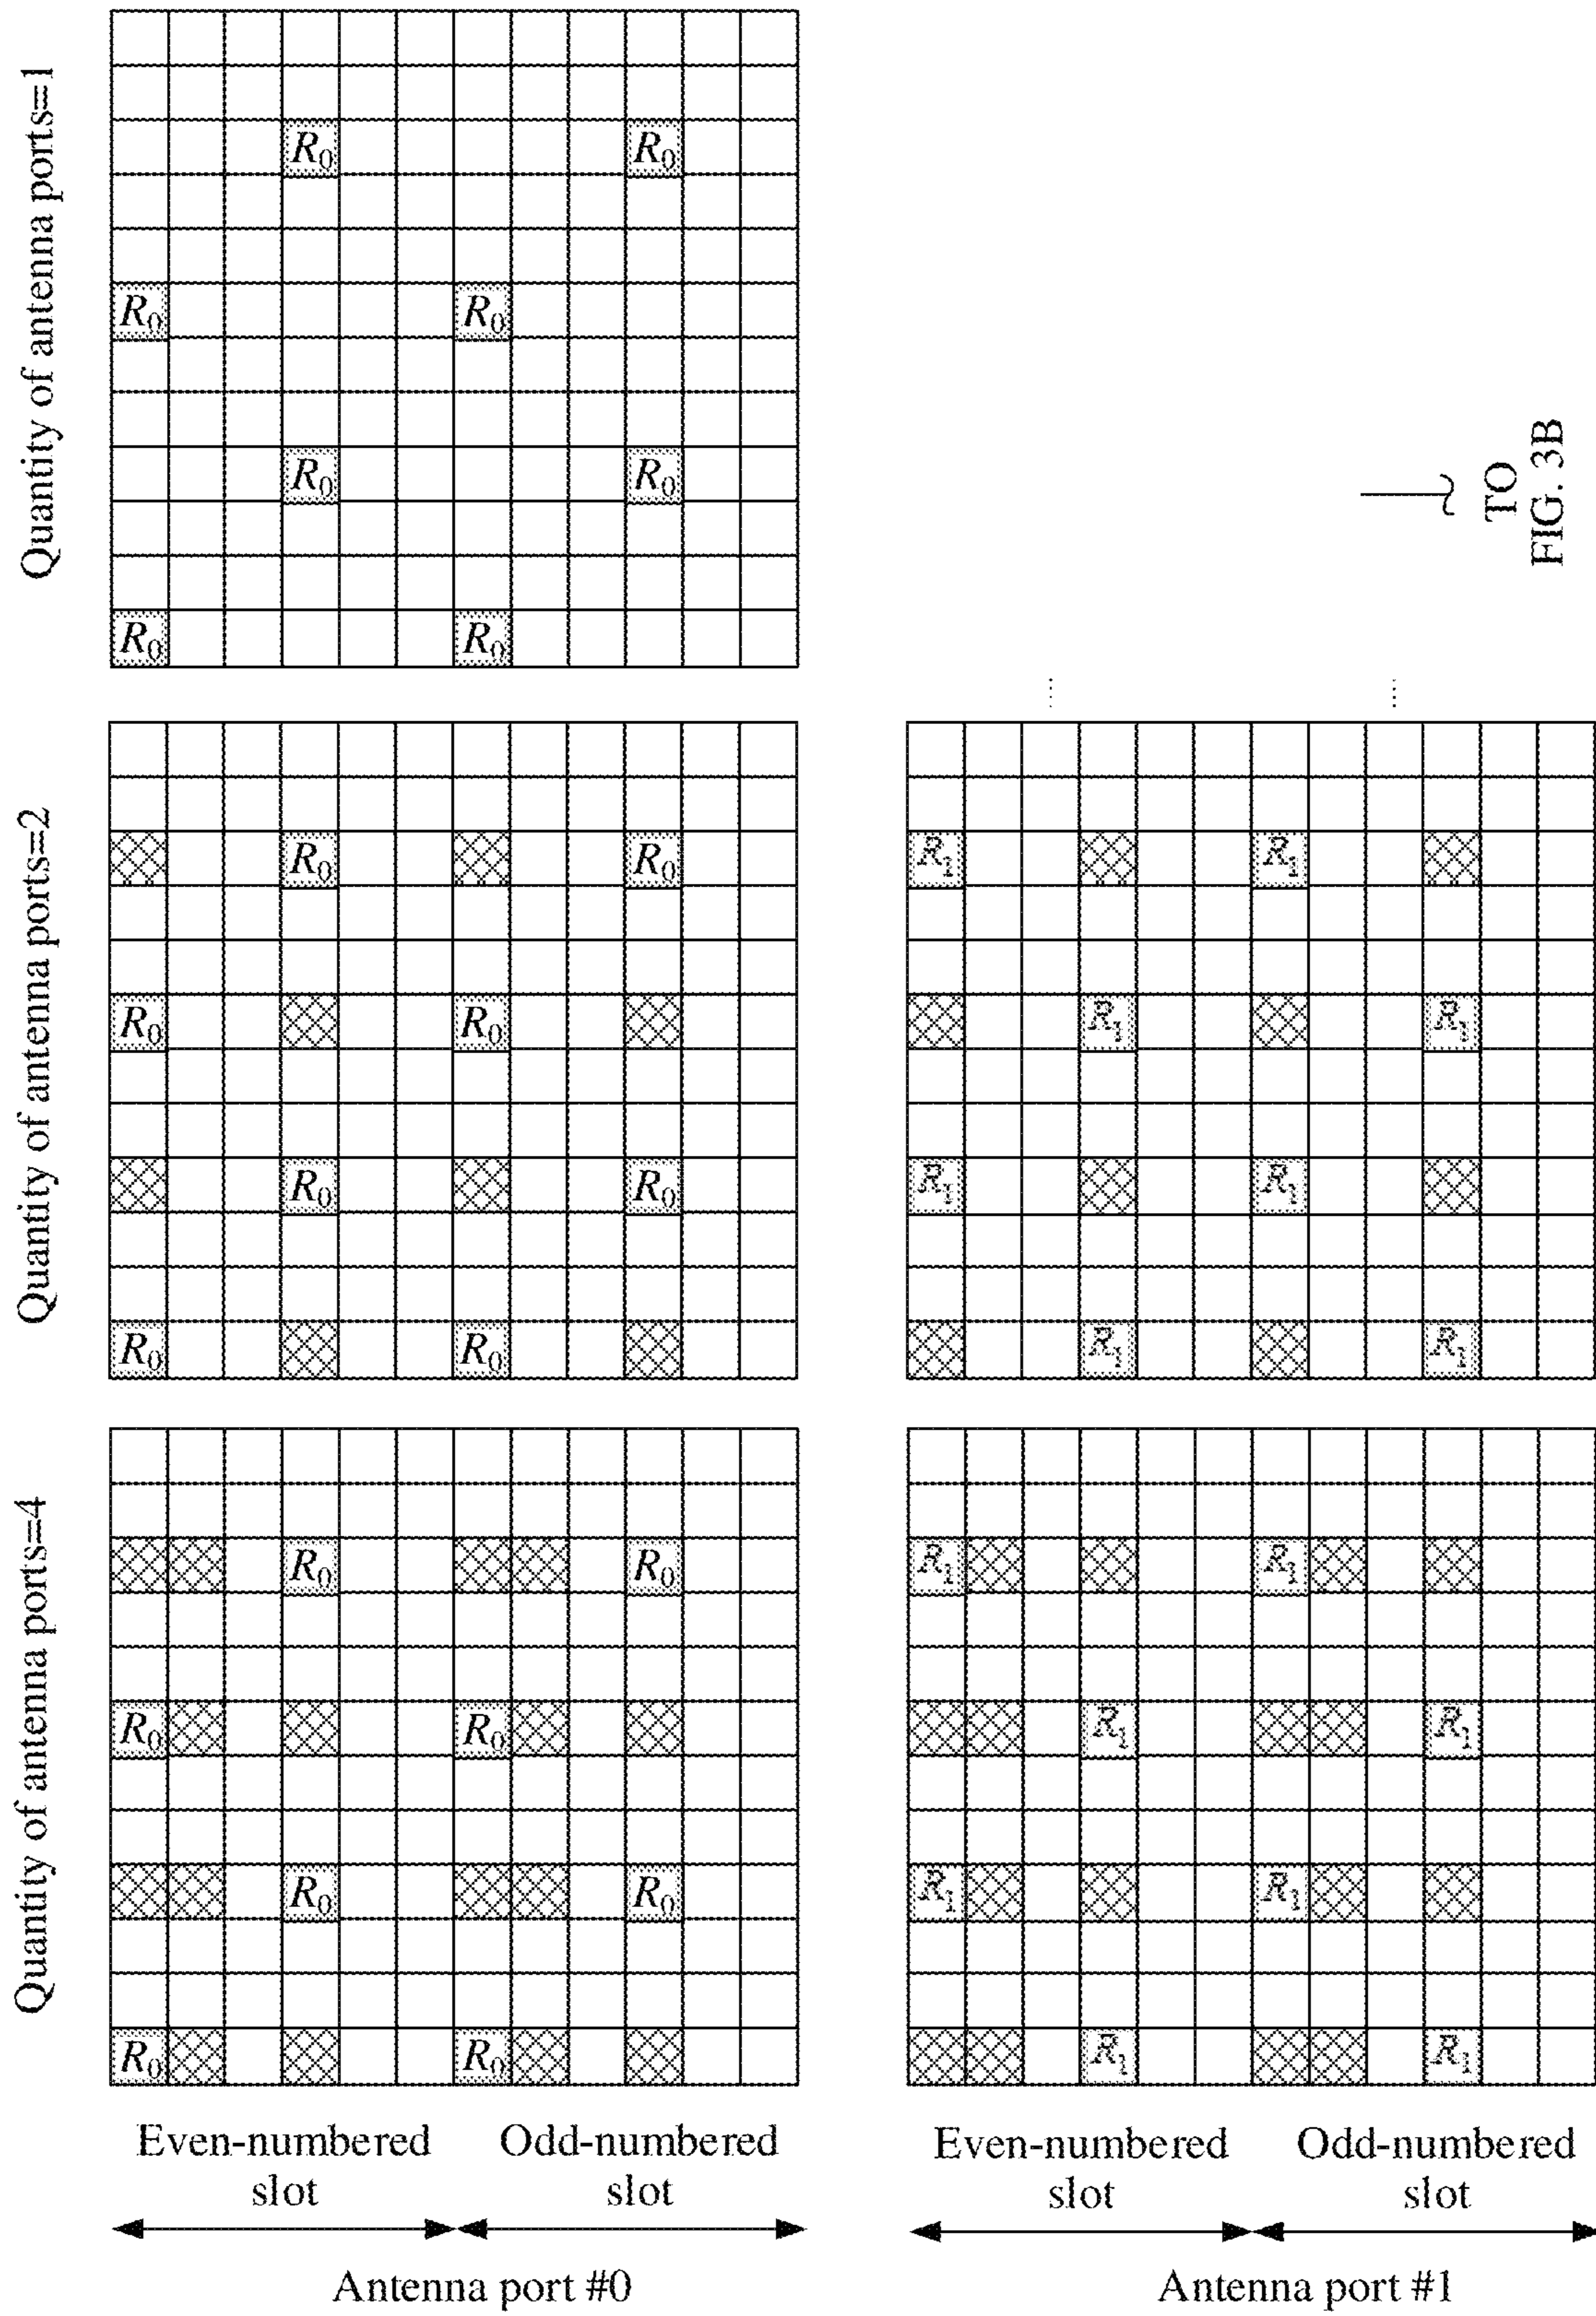 Quantity of antenna ports=1
R₀ R₀
R₀ R₀
R₀ R₀
R₀ R₀
TO
FIG. 3B
Quantity of antenna ports=2
R₀ R₀
R₀ R₀
R₀ R₀
R₀ R₀
R₁ R₁
R₁ R₁
R₁ R₁
R₁ R₁
Quantity of antenna ports=4
R₀ R₀
R₀ R₀
R₀ R₀
R₀ R₀
R₁ R₁
R₁ R₁
R₁ R₁
R₁ R₁
Even-numbered
slot
Odd-numbered
slot
Antenna port #0
Even-numbered
slot
Odd-numbered
slot
Antenna port #1